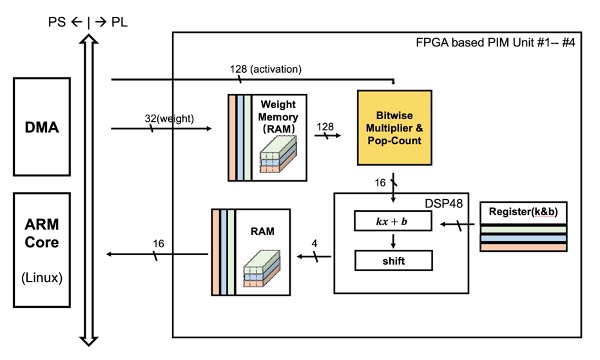 PS ← | → PL
FPGA based PIM Unit #1-- #4
128 (activation)
DMA
32(weight)
Weight
Memory
(RAM)
128
Bitwise
Multiplier &
Pop-Count
16
DSP48
Register(k&b)
kx + b
shift
ARM
Core
(Linux)
16
RAM
4